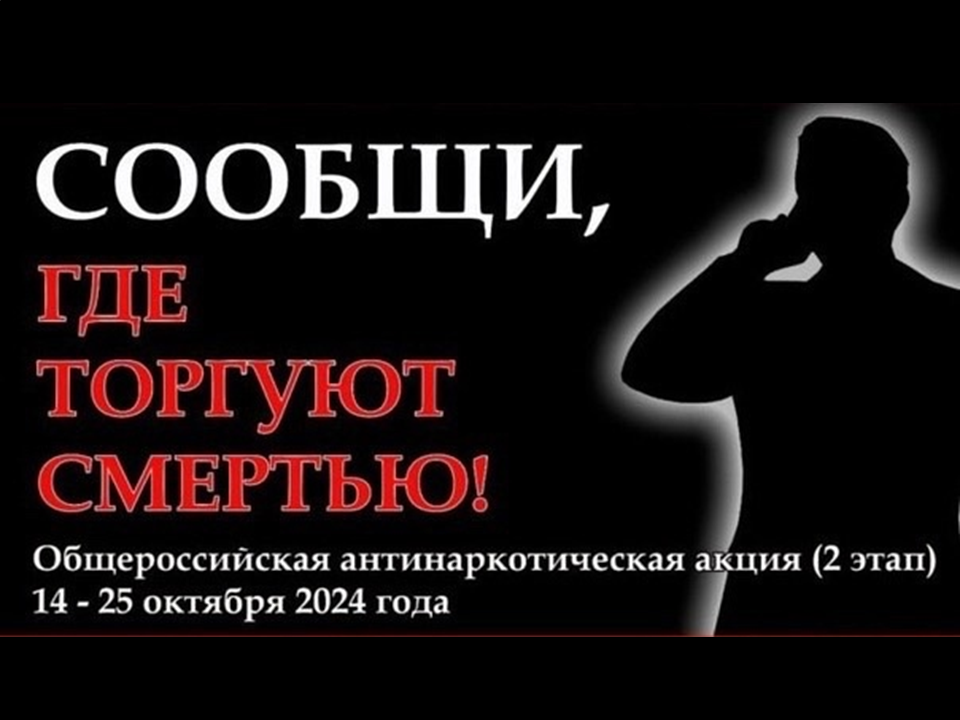 СООБЩИ,
ГДЕ
ТОРГУЮТ
СМЕРТЬЮ!
Общероссийская антинаркотическая акция (2 этап)
14 - 25 октября 2024 года